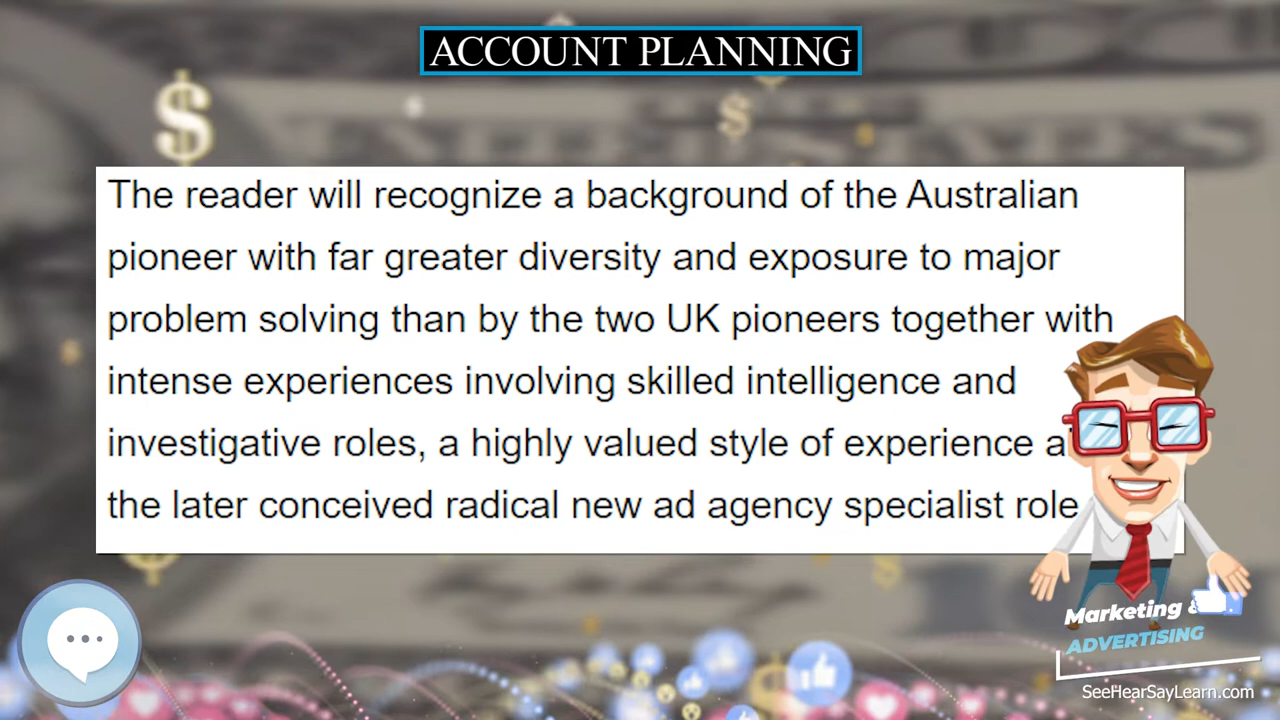 ACCOUNT PLANNING
The reader will recognize a background of the Australian
pioneer with far greater diversity and exposure to major
problem solving than by the two UK pioneers together with
intense experiences involving skilled intelligence and
investigative roles, a highly valued style of experience
the later conceived radical new ad agency specialist role
Marketing &
ADVERTISING
SeeHearSayLearn.com